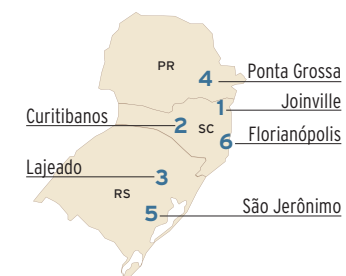 PR
4 Ponta Grossa
1 Joinville
Curitibanos 2 SC
6 Florianópolis
Lajeado 3
RS
5 São Jerônimo